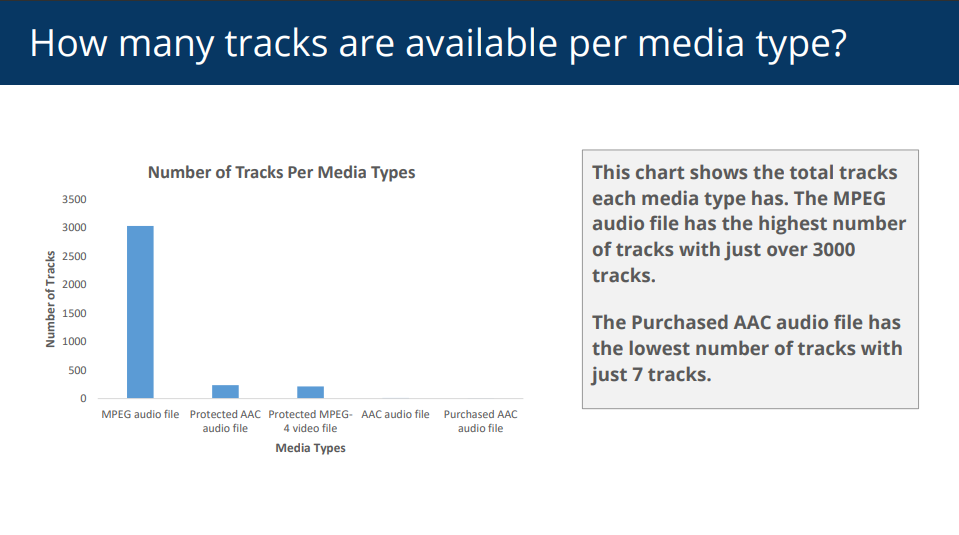 How many tracks are available per media type?
Number of Tracks Per Media Types
3500
3000
2500
2000
1500
1000
500
0
Number of Tracks
MPEG audio file
Protected AAC
audio file
Protected MPEG-
4 video file
AAC audio file
Purchased AAC
audio file
Media Types
This chart shows the total tracks
each media type has. The MPEG
audio file has the highest number
of tracks with just over 3000
tracks.
The Purchased AAC audio file has
the lowest number of tracks with
just 7 tracks.